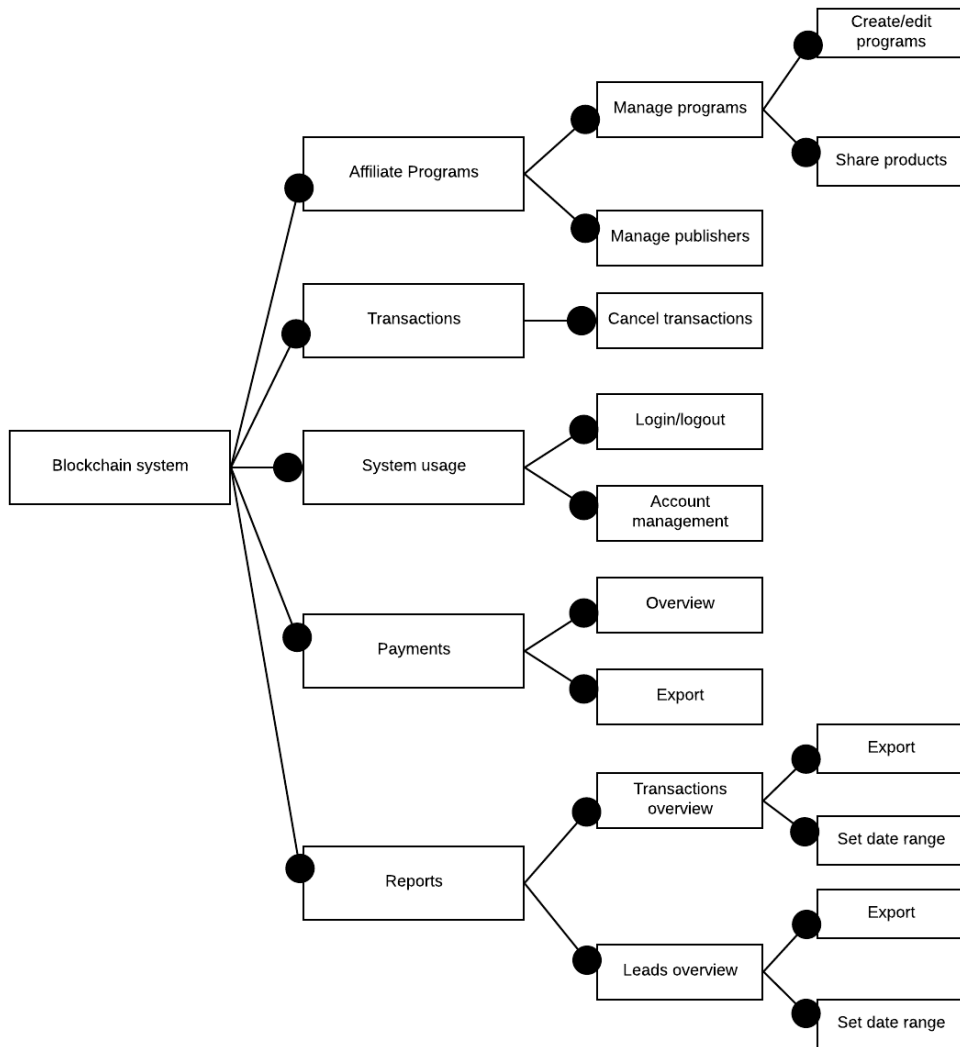 Create/edit
programs
Manage programs
Share products
Affiliate Programs
Manage publishers
Transactions
Cancel transactions
Login/logout
Blockchain system
System usage
Account
management
Overview
Payments
Export
Export
Transactions
overview
Set date range
Reports
Export
Leads overview
Set date range